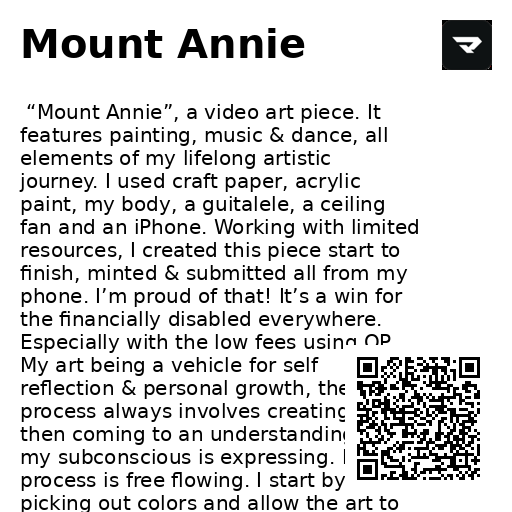 Mount Annie
“Mount Annie”, a video art piece. It
features painting, music & dance, all
elements of my lifelong artistic
journey. I used craft paper, acrylic
paint, my body, a guitalele, a ceiling
fan and an iPhone. Working with limited
resources, I created this piece start to
finish, minted & submitted all from my
phone. I’m proud of that! It’s a win for
the financially disabled everywhere.
Especially with the low fees using OP.
My art being a vehicle for self
reflection & personal growth, the
process always involves creating
then coming to an understanding
my subconscious is expressing.
process is free flowing. I start by
picking out colors and allow the art to